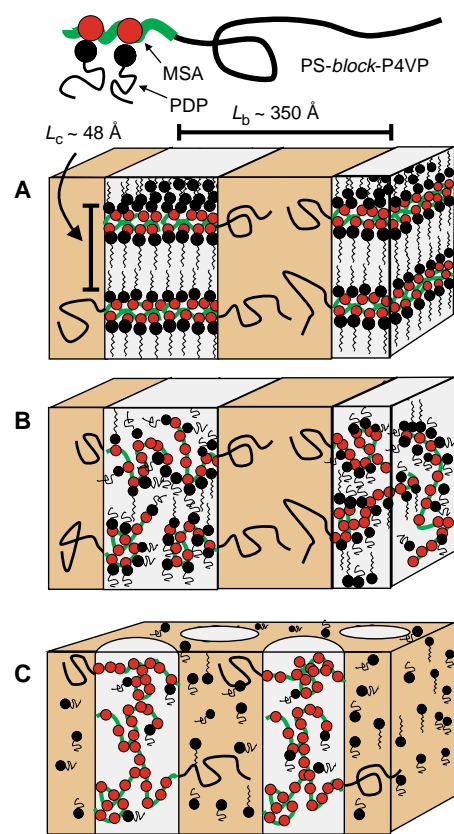 MSA
PS-block-P4VP
PDP
Lc ~ 48 Å
Lb ~ 350 Å
A
B
C